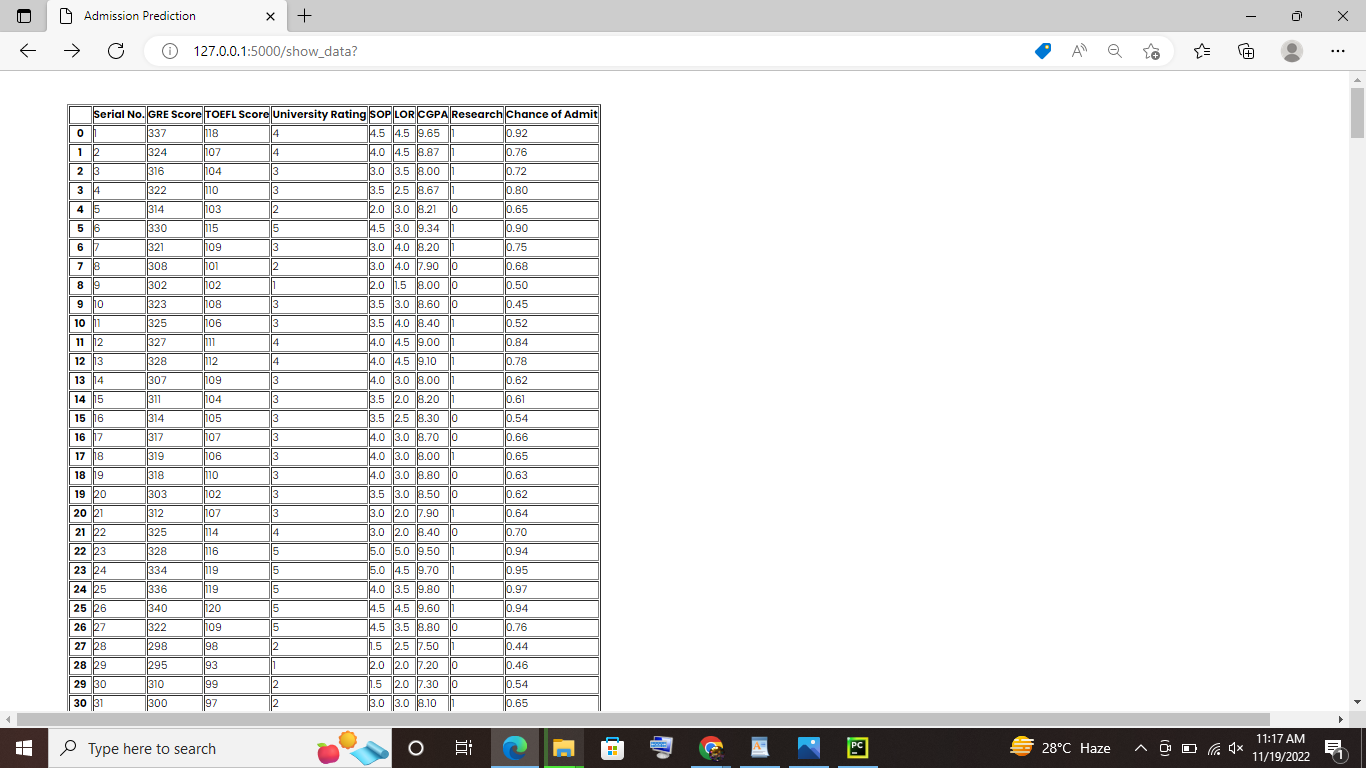 Admission Prediction
127.0.0.1:5000/show_data?
Serial No. GRE Score TOEFL Score University Rating SOP LOR CGPA Research Chance of Admit
0 1 337 118 4 4.5 4.5 9.65 1 0.92
1 2 324 107 4 4.0 4.5 8.87 1 0.76
2 3 316 104 3 3.0 3.5 8.00 1 0.72
3 4 322 110 3 3.5 2.5 8.67 1 0.80
4 5 314 103 2 2.0 3.0 8.21 0 0.65
5 6 330 115 5 4.5 3.0 9.34 1 0.90
6 7 321 109 3 3.0 4.0 8.20 1 0.75
7 8 308 101 2 3.0 4.0 7.90 0 0.68
8 9 302 102 1 2.0 1.5 8.00 0 0.50
9 10 323 108 3 3.5 3.0 8.60 0 0.45
10 11 325 106 3 3.5 4.0 8.40 1 0.52
11 12 327 111 4 4.0 4.5 9.00 1 0.84
12 13 328 112 4 4.0 4.5 9.10 1 0.78
13 14 307 109 3 4.0 3.0 8.00 1 0.62
14 15 311 104 3 3.5 2.0 8.20 1 0.61
15 16 314 105 3 3.5 2.5 8.30 0 0.54
16 17 317 107 3 4.0 3.0 8.70 0 0.66
17 18 319 106 3 4.0 3.0 8.00 1 0.65
18 19 318 110 3 4.0 3.0 8.80 0 0.63
19 20 303 102 3 3.5 3.0 8.50 0 0.62
20 21 312 107 3 3.0 2.0 7.90 1 0.64
21 22 325 114 4 3.0 2.0 8.40 0 0.70
22 23 328 116 5 5.0 5.0 9.50 1 0.94
23 24 334 119 5 5.0 4.5 9.70 1 0.95
24 25 336 119 5 4.0 3.5 9.80 1 0.97
25 26 340 120 5 4.5 4.5 9.60 1 0.94
26 27 322 109 5 4.5 3.5 8.80 0 0.76
27 28 298 98 2 1.5 2.5 7.50 1 0.44
28 29 295 93 1 2.0 2.0 7.20 0 0.46
29 30 310 99 2 1.5 2.0 7.30 0 0.54
30 31 300 97 2 3.0 3.0 8.10 1 0.65
Type here to search
28°C Haze
11:17 AM
11/19/2022
1